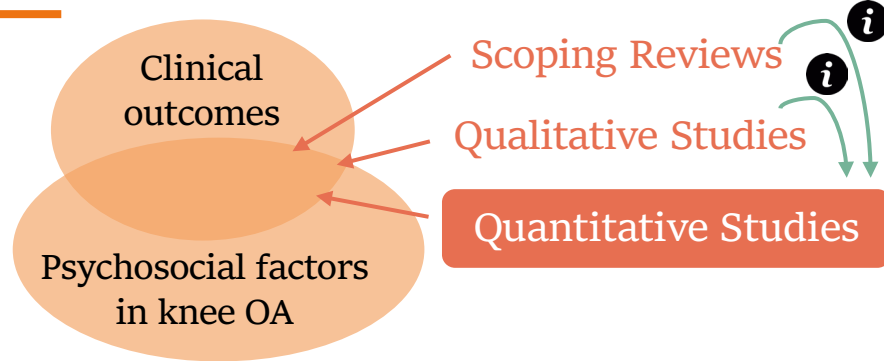 Clinical
outcomes
Psychosocial factors
in knee OA
Scoping Reviews
i
Qualitative Studies
i
Quantitative Studies